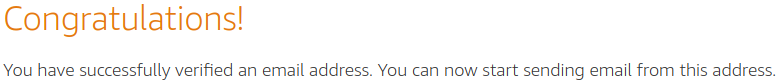 Congratulations!
You have successfully verified an email address. You can now start sending email from this address.